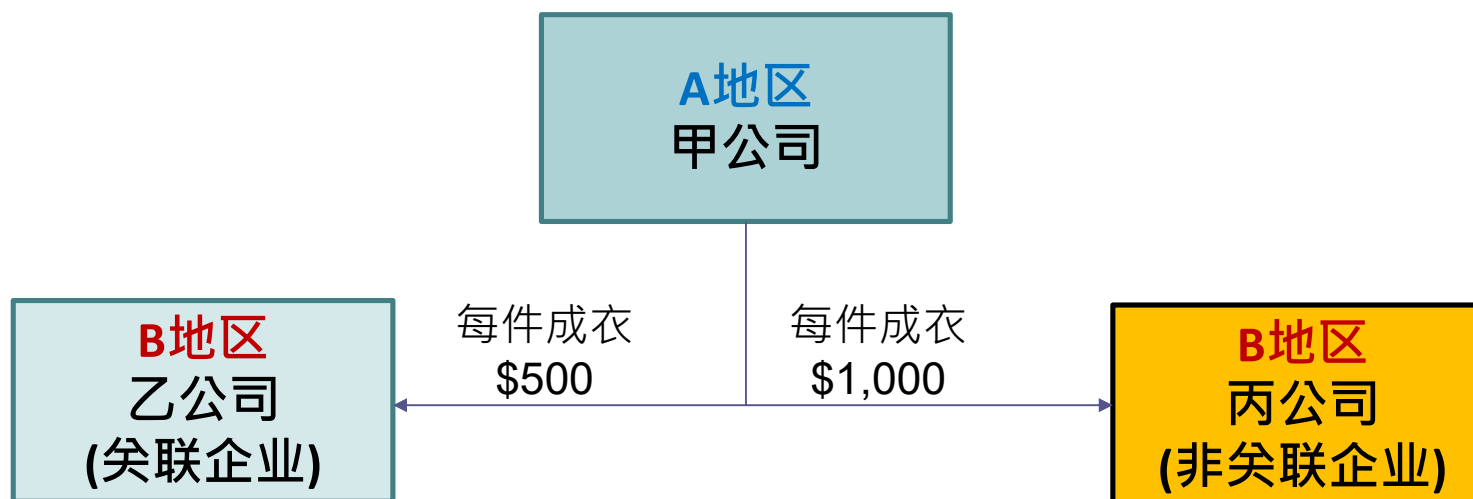 A地区
甲公司
每件成衣
$500
每件成衣
$1,000
B地区
乙公司
(关联企业)
B地区
丙公司
(非关联企业)